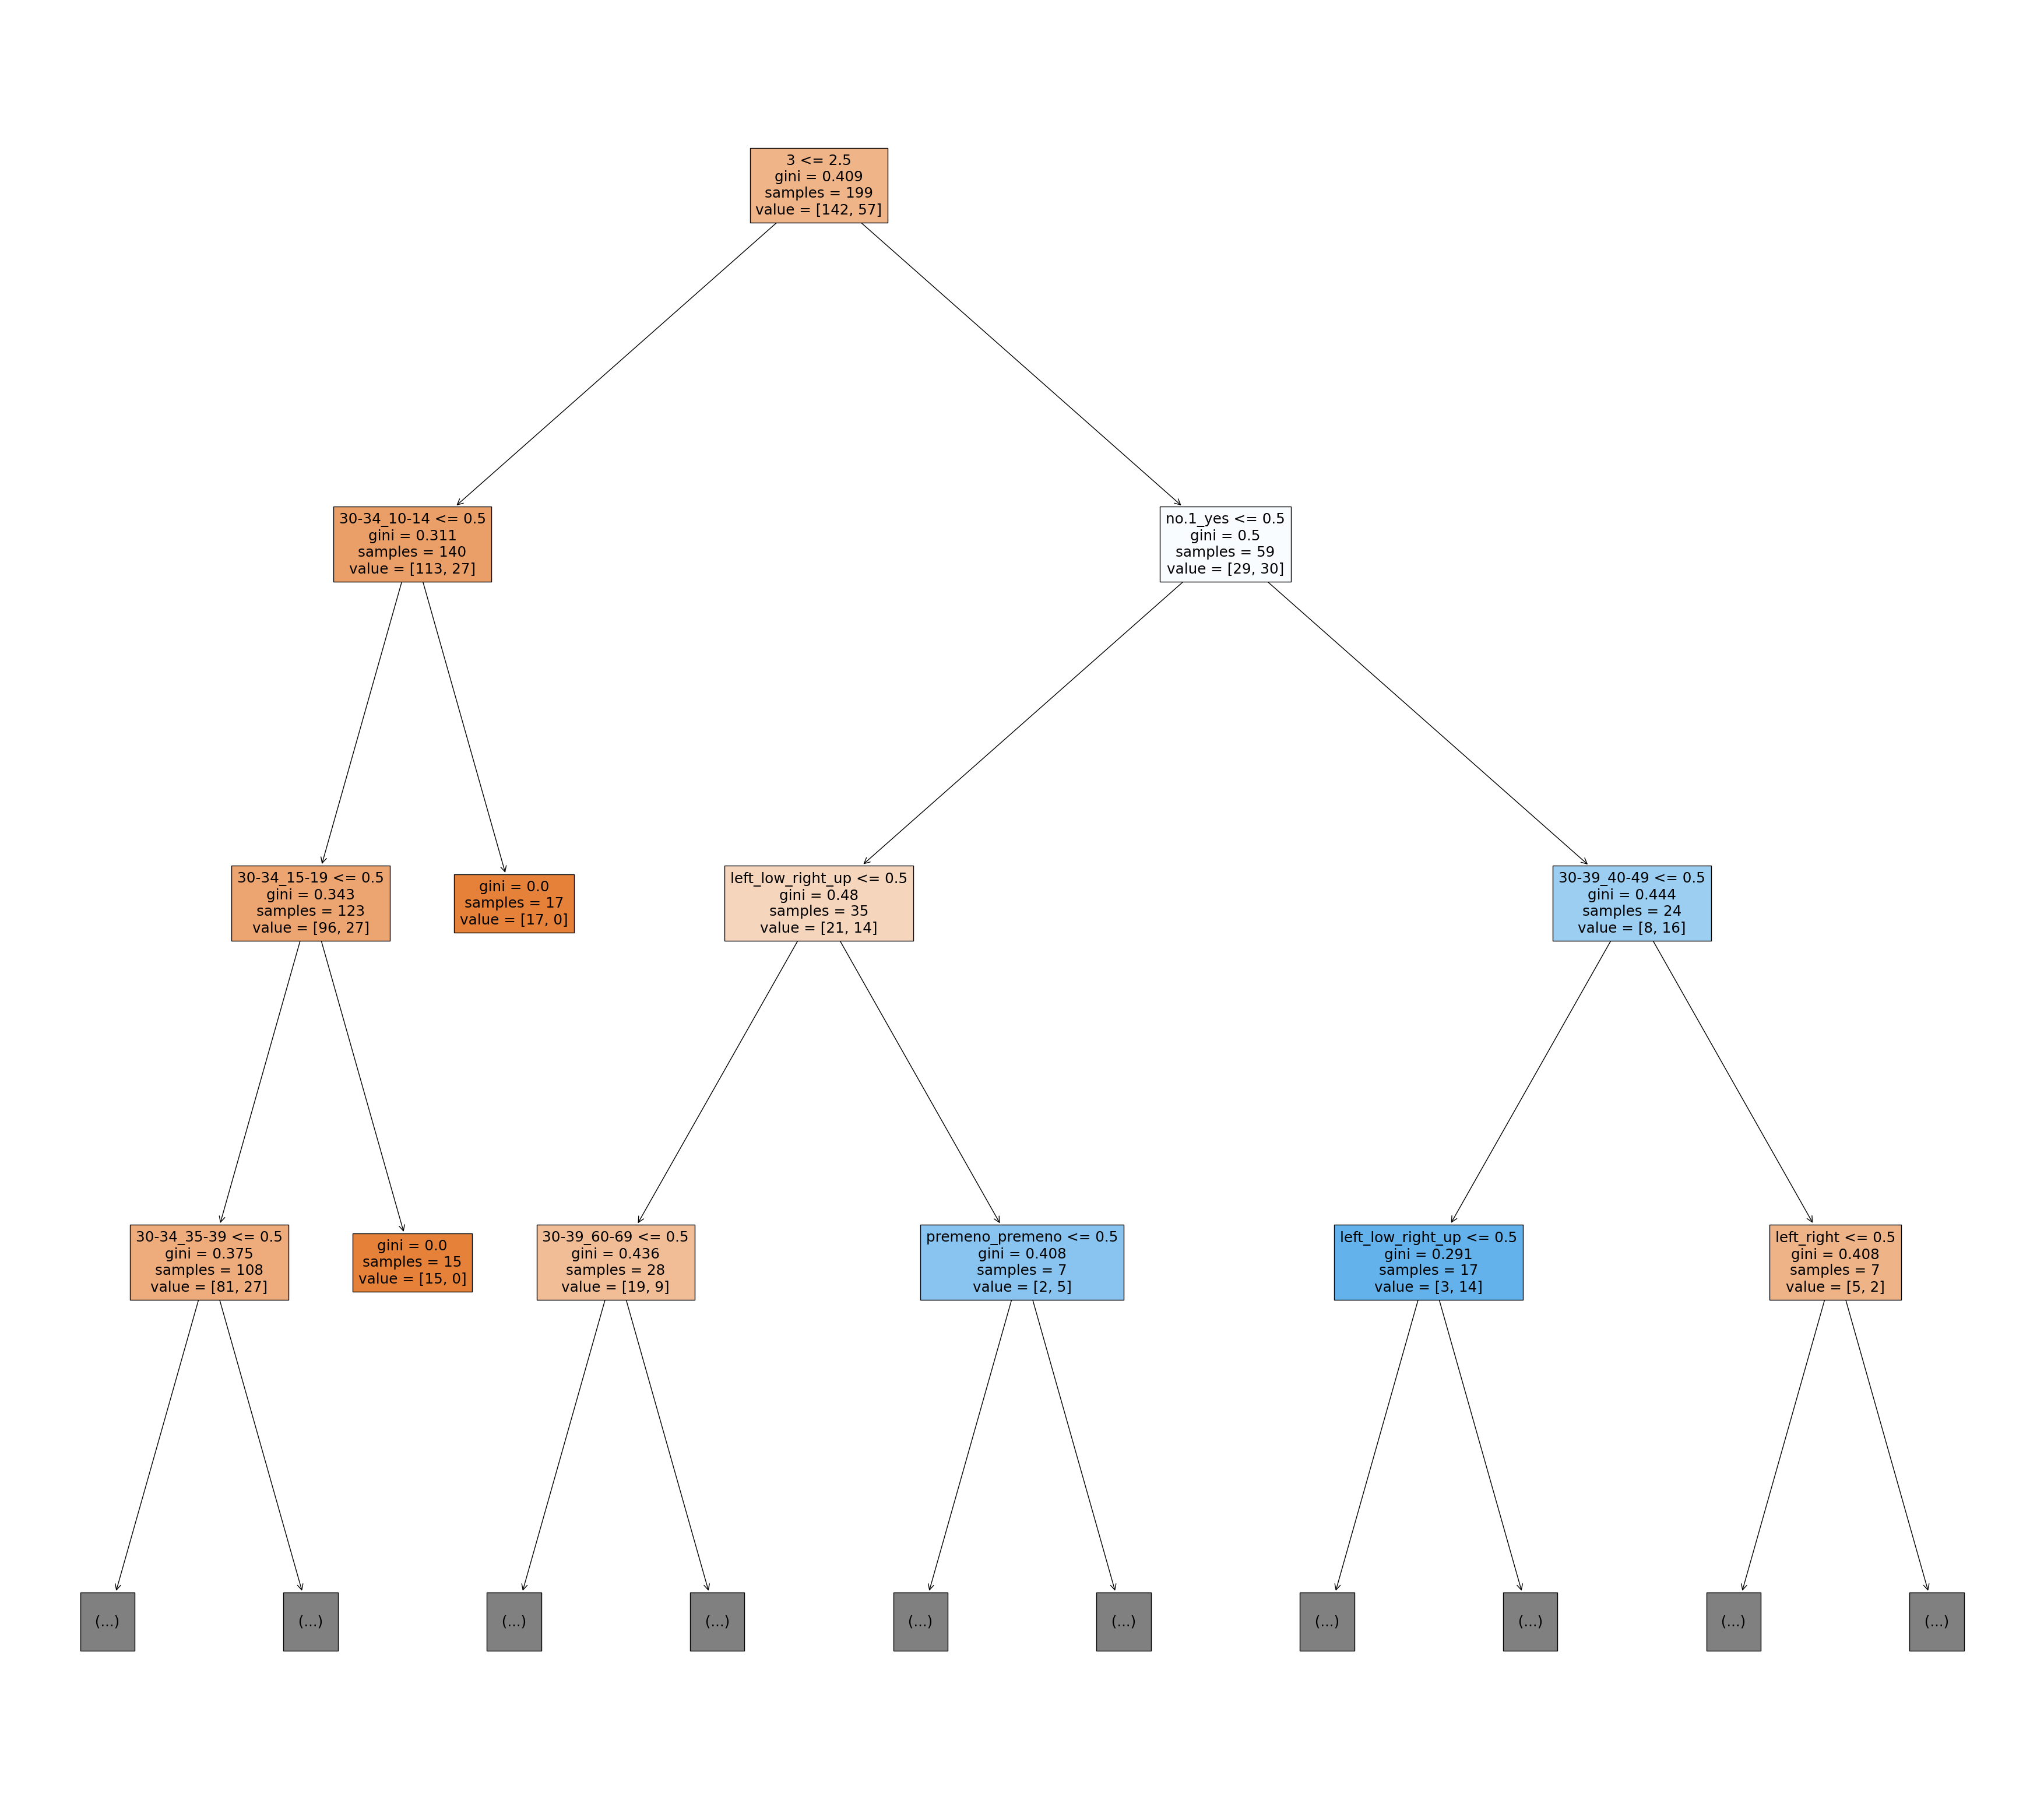 3 <= 2.5
gini = 0.409
samples = 199
value = [142, 57]
30-34_10-14 <= 0.5
gini = 0.311
samples = 140
value = [113, 27]
no.1_yes <= 0.5
gini = 0.5
samples = 59
value = [29, 30]
30-34_15-19 <= 0.5
gini = 0.343
samples = 123
value = [96, 27]
gini = 0.0
samples = 17
value = [17, 0]
left_low_right_up <= 0.5
gini = 0.48
samples = 35
value = [21, 14]
30-39_40-49 <= 0.5
gini = 0.444
samples = 24
value = [8, 16]
30-34_35-39 <= 0.5
gini = 0.375
samples = 108
value = [81, 27]
gini = 0.0
samples = 15
value = [15, 0]
30-39_60-69 <= 0.5
gini = 0.436
samples = 28
value = [19, 9]
premeno_premeno <= 0.5
gini = 0.408
samples = 7
value = [2, 5]
left_low_right_up <= 0.5
gini = 0.291
samples = 17
value = [3, 14]
left_right <= 0.5
gini = 0.408
samples = 7
value = [5, 2]
(...)
(...)
(...)
(...)
(...)
(...)
(...)
(...)
(...)
(...)